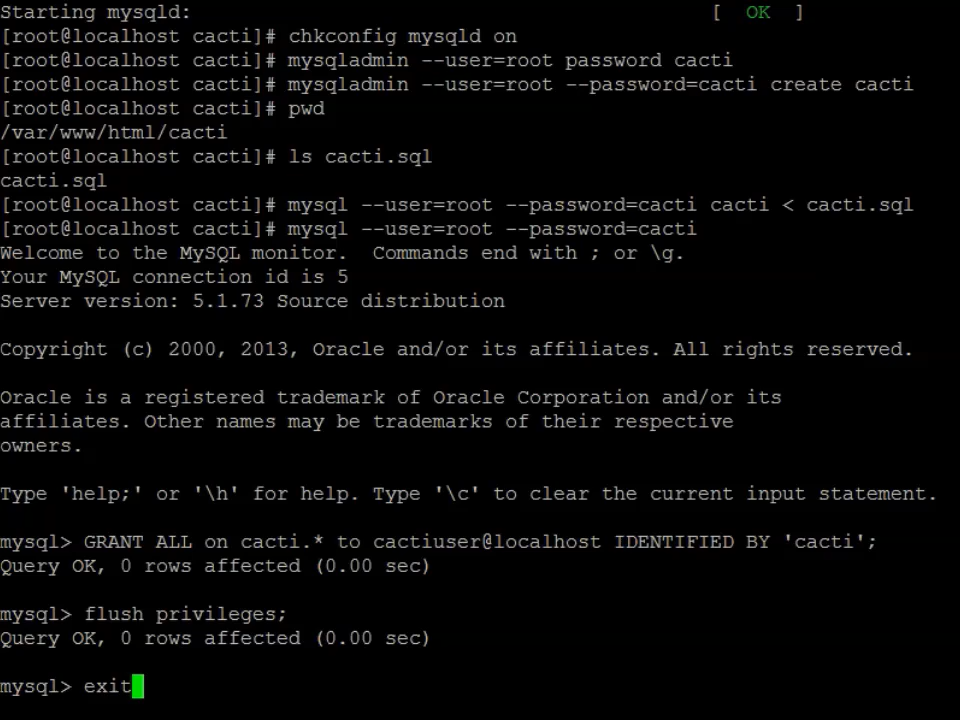 Starting mysqld:                                           [  OK  ]
[root@localhost cacti]# chkconfig mysqld on
[root@localhost cacti]# mysqladmin --user=root password cacti
[root@localhost cacti]# mysqladmin --user=root --password=cacti create cacti
[root@localhost cacti]# pwd
/var/www/html/cacti
[root@localhost cacti]# ls cacti.sql
cacti.sql
[root@localhost cacti]# mysql --user=root --password=cacti cacti < cacti.sql
[root@localhost cacti]# mysql --user=root --password=cacti
Welcome to the MySQL monitor.  Commands end with ; or \g.
Your MySQL connection id is 5
Server version: 5.1.73 Source distribution
Copyright (c) 2000, 2013, Oracle and/or its affiliates. All rights reserved.
Oracle is a registered trademark of Oracle Corporation and/or its
affiliates. Other names may be trademarks of their respective
owners.
Type 'help;' or '\h' for help. Type '\c' to clear the current input statement.
mysql> GRANT ALL on cacti.* to cactiuser@localhost IDENTIFIED BY 'cacti';
Query OK, 0 rows affected (0.00 sec)
mysql> flush privileges;
Query OK, 0 rows affected (0.00 sec)
mysql> exit